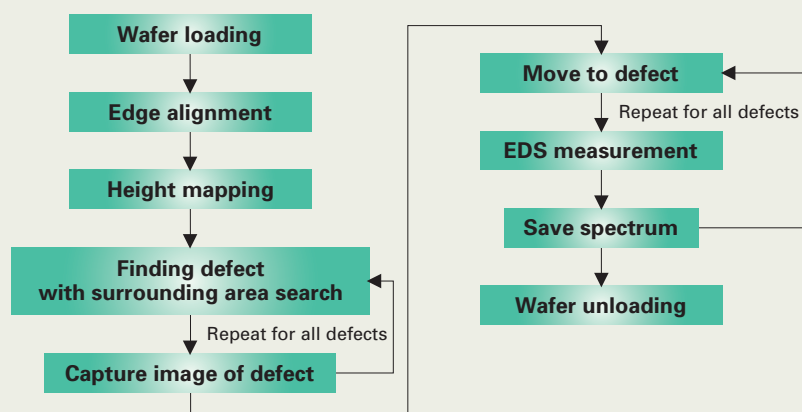 Wafer loading
Edge alignment
Height mapping
Finding defect
with surrounding area search
Repeat for all defects
Capture image of defect
Move to defect
Repeat for all defects
EDS measurement
Save spectrum
Wafer unloading